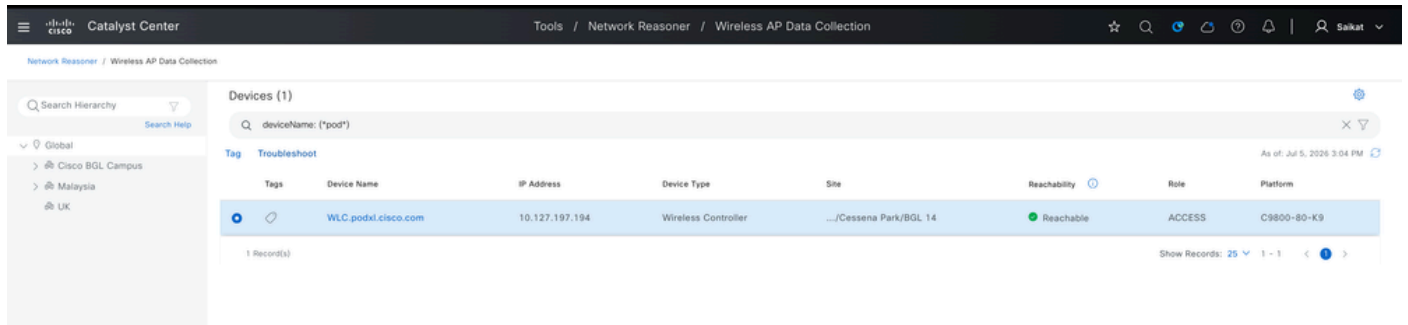 cisco Catalyst Center Tools / Network Reasoner / Wireless AP Data Collection Saikat
Network Reasoner / Wireless AP Data Collection
Search Hierarchy
Search Help
Global
Cisco BGL Campus
Malaysia
UK
Devices (1)
deviceName: (*pod*)
Tag Troubleshoot As of: Jul 5, 2026 3:04 PM
Tags Device Name IP Address Device Type Site Reachability Role Platform
WLC.podxl.cisco.com 10.127.197.194 Wireless Controller .../Cessena Park/BGL 14 Reachable ACCESS C9800-80-K9
1 Record(s) Show Records: 25 1 - 1 1